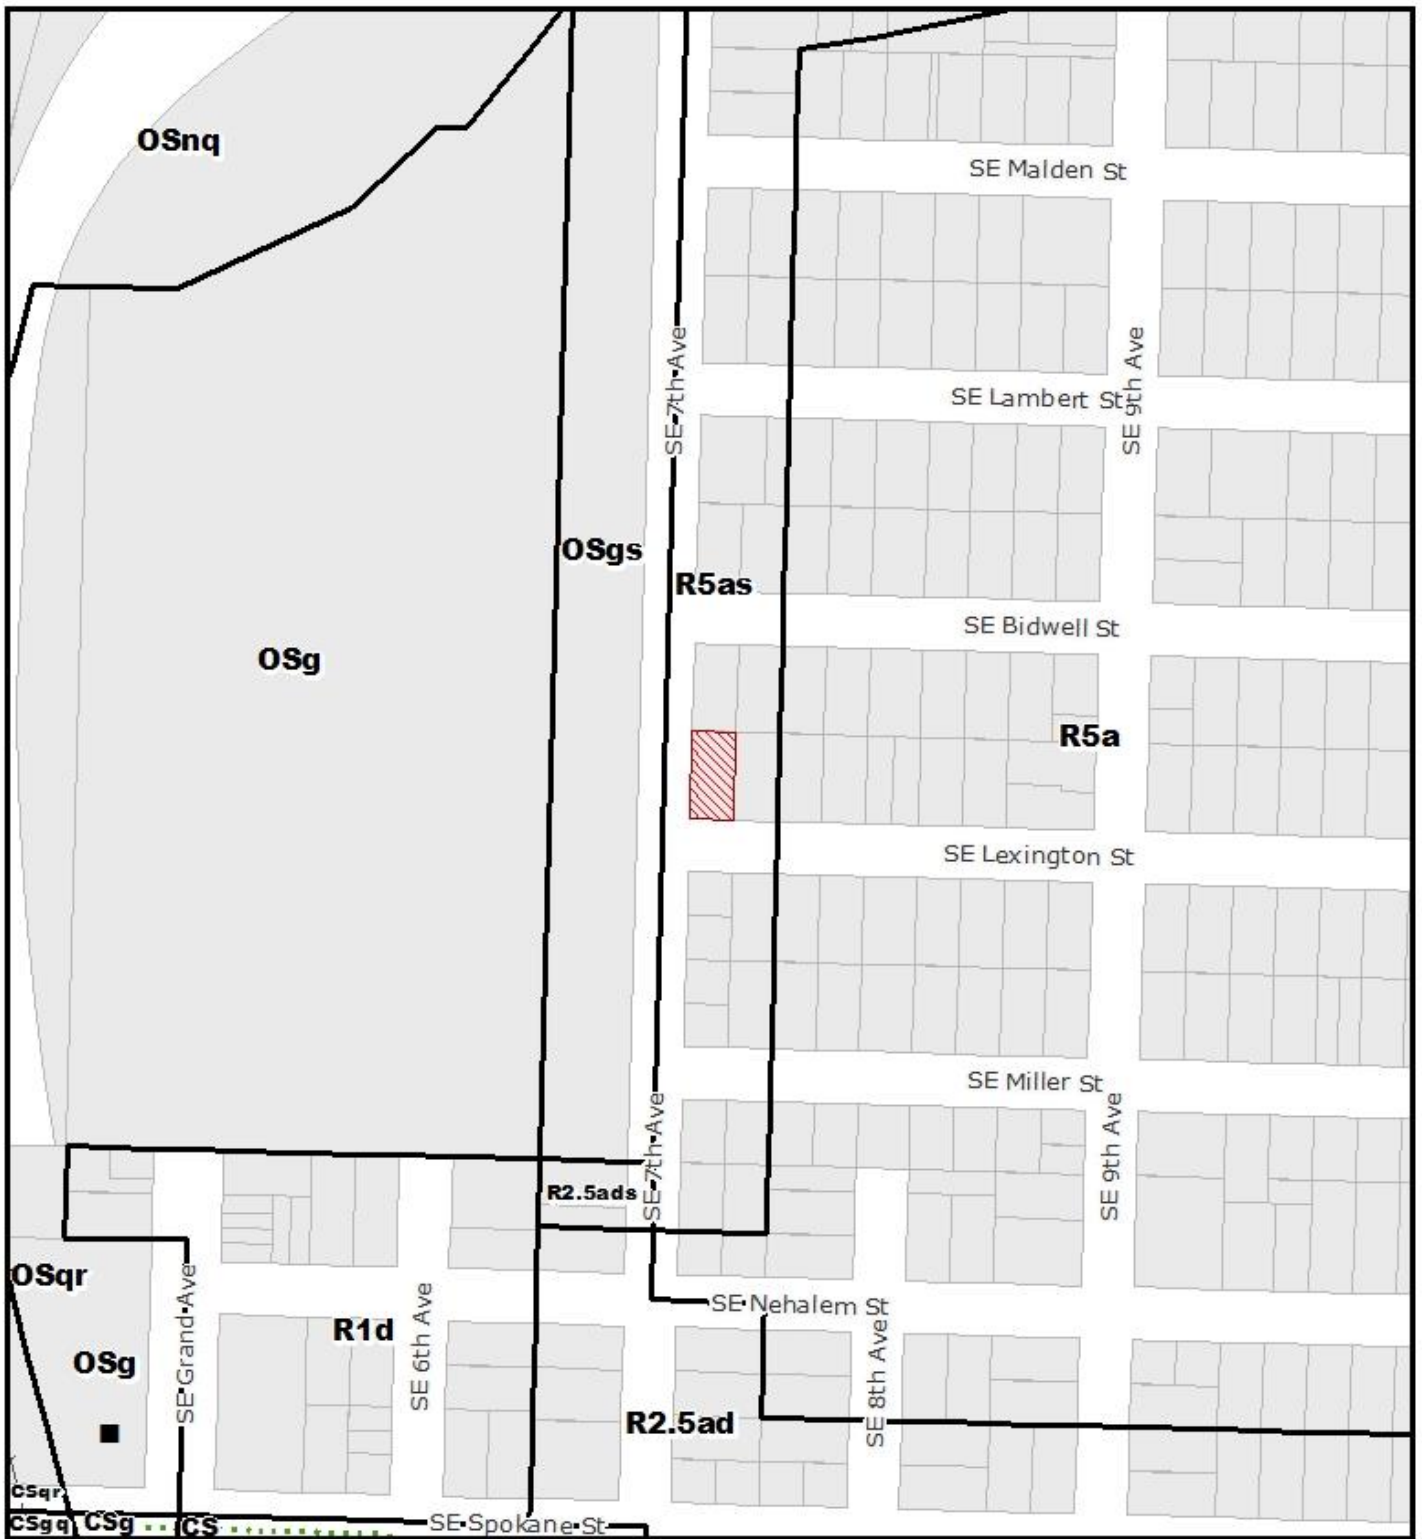 OSnq
SE Malden St
SE 7th Ave
SE 9th Ave
SE Lambert St
OSgs
R5as
SE Bidwell St
OSg
R5a
SE Lexington St
SE Miller St
SE 7th Ave
SE 9th Ave
R2.5ads
OSqr
SE Grand Ave
SE 6th Ave
SE Nehalem St
R1d
SE 8th Ave
OSg
R2.5ad
CSqr
CSgq
CSg
CS
SE Spokane St